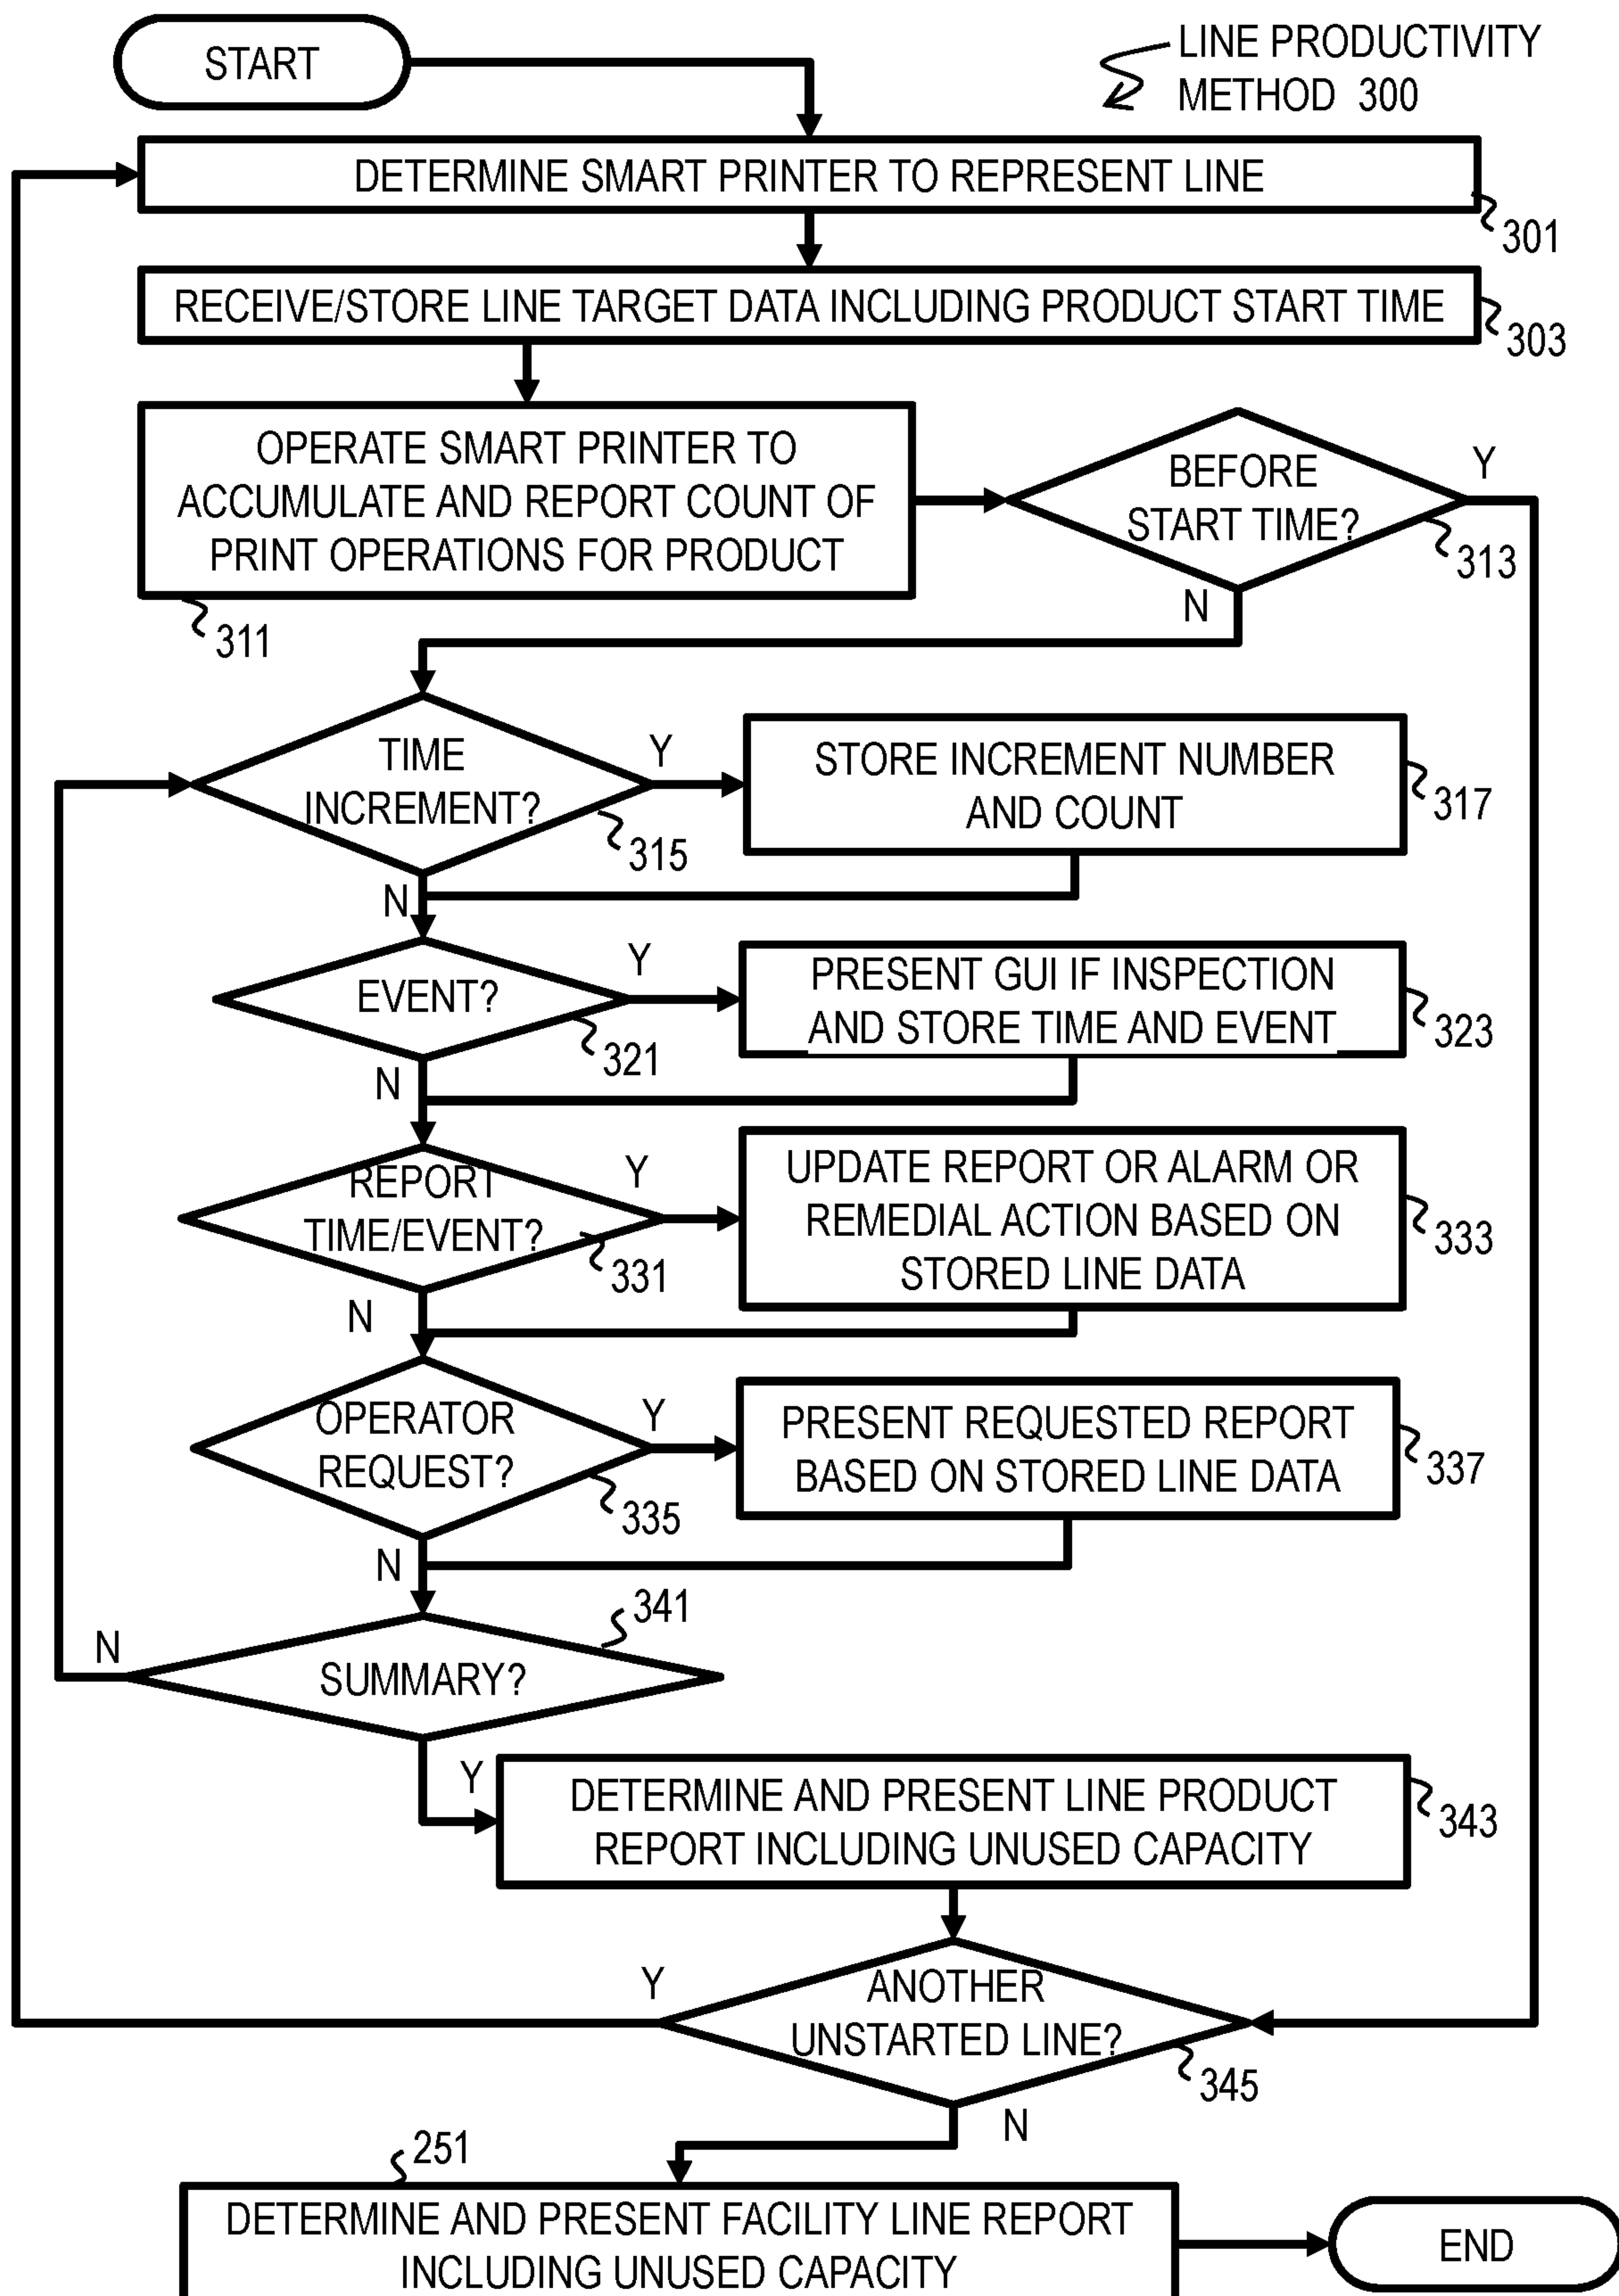 START
LINE PRODUCTIVITY
METHOD 300
DETERMINE SMART PRINTER TO REPRESENT LINE
301
RECEIVE/STORE LINE TARGET DATA INCLUDING PRODUCT START TIME
303
OPERATE SMART PRINTER TO
ACCUMULATE AND REPORT COUNT OF
PRINT OPERATIONS FOR PRODUCT
311
BEFORE
START TIME?
Y
313
N
TIME
INCREMENT?
Y
315
STORE INCREMENT NUMBER
AND COUNT
317
N
EVENT?
Y
321
PRESENT GUI IF INSPECTION
AND STORE TIME AND EVENT
323
N
REPORT
TIME/EVENT?
Y
331
UPDATE REPORT OR ALARM OR
REMEDIAL ACTION BASED ON
STORED LINE DATA
333
N
OPERATOR
REQUEST?
Y
335
PRESENT REQUESTED REPORT
BASED ON STORED LINE DATA
337
N
341
N
SUMMARY?
Y
DETERMINE AND PRESENT LINE PRODUCT
REPORT INCLUDING UNUSED CAPACITY
343
Y
ANOTHER
UNSTARTED LINE?
345
N
251
DETERMINE AND PRESENT FACILITY LINE REPORT
INCLUDING UNUSED CAPACITY
END